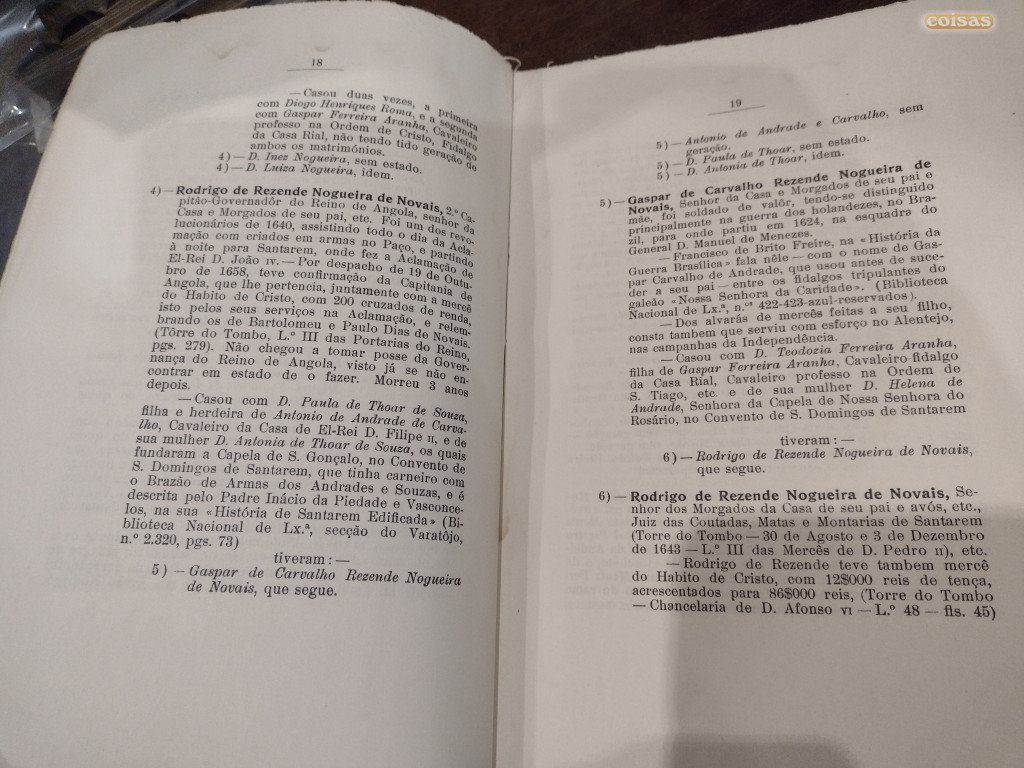 coisas
18
— Casou duas vezes, a primeira
com Diogo Henriques Roma, e a segunda
com Gaspar Ferreira Aranha, Cavaleiro
professo na Ordem de Cristo, Fidalgo
da Casa Rial, não tendo tido geração de
ambos os matrimónios.
4) — D. Inez Nogueira, sem estado.
4) — D. Luiza Nogueira, idem.
4) — Rodrigo de Rezende Nogueira de Novais, 2.º Ca-
pitão-Governadôr do Reino de Angola, senhor da
Casa e Morgados de seu pai, etc. Foi um dos revo-
lucionários de 1640, assistindo todo o dia da Acla-
mação com criados em armas no Paço, e partindo
à noite para Santarem, onde fez a Aclamação de
El-Rei D. João IV. — Por despacho de 19 de Outu-
bro de 1658, teve confirmação da Capitania de
Angola, que lhe pertencia, juntamente com a mercê
do Habito de Cristo, com 200 cruzados de renda,
isto pelos seus serviços na Aclamação, e relem-
brando os de Bartolomeu e Paulo Dias de Novais.
(Tôrre do Tombo, L.º III das Portarias do Reino,
pgs. 279). Não chegou a tomar posse da Gover-
nança do Reino de Angola, visto já se não en-
contrar em estado de o fazer. Morreu 3 anos
depois.
— Casou com D. Paula de Thoar de Souza,
filha e herdeira de Antonio de Andrade de Carva-
lho, Cavaleiro da Casa de El-Rei D. Filipe II, e de
sua mulher D. Antonia de Thoar de Souza, os quais
fundaram a Capela de S. Gonçalo, no Convento de
S. Domingos de Santarem, que tinha carneiro com
o Brazão de Armas dos Andrades e Souzas, e é
descrita pelo Padre Inácio da Piedade e Vasconce-
los, na sua «História de Santarem Edificada» (Bi-
blioteca Nacional de Lx.ª, secção do Varatôjo,
n.º 2.320, pgs. 73)
tiveram : —
5) — Gaspar de Carvalho Rezende Nogueira
de Novais, que segue.
19
5) — Antonio de Andrade e Carvalho, sem
geração.
5) — D. Paula de Thoar, sem estado.
5) — D. Antonia de Thoar, idem.
5) — Gaspar de Carvalho Rezende Nogueira de
Novais, Senhor da Casa e Morgados de seu pai e
mãe, foi soldado de valôr, tendo-se distinguido
principalmente na guerra dos holandezes, no Bra-
zil, para onde partiu em 1624, na esquadra do
General D. Manuel de Menezes.
— Francisco de Brito Freire, na «História da
Guerra Brasilica» fala nêle — com o nome de Gas-
par Carvalho de Andrade, que usou antes de suce-
der a seu pai — entre os fidalgos tripulantes do
galeão «Nossa Senhora da Caridade». (Biblioteca
Nacional de Lx.ª, n.ºs 422-423-azul-reservados).
— Dos alvarás de mercês feitas a seu filho,
consta tambem que serviu com esforço no Alentejo,
nas campanhas da Independência.
— Casou com D. Teodozia Ferreira Aranha,
filha de Gaspar Ferreira Aranha, Cavaleiro fidalgo
da Casa Rial, Cavaleiro professo na Ordem de
S. Tiago, etc. e de sua mulher D. Helena de
Andrade, Senhora da Capela de Nossa Senhora do
Rosário, no Convento de S. Domingos de Santarem
tiveram : —
6) — Rodrigo de Rezende Nogueira de Novais,
que segue.
6) — Rodrigo de Rezende Nogueira de Novais, Se-
nhor dos Morgados da Casa de seu pai e avós, etc.,
Juiz das Coutadas, Matas e Montarias de Santarem
(Torre do Tombo — 30 de Agosto e 3 de Dezembro
de 1643 — L.º III das Mercês de D. Pedro II), etc.
— Rodrigo de Rezende teve tambem mercê
do Habito de Cristo, com 12$000 reis de tença,
acrescentados para 86$000 reis, (Torre do Tombo
— Chancelaria de D. Afonso VI — L.º 48 — fls. 45)